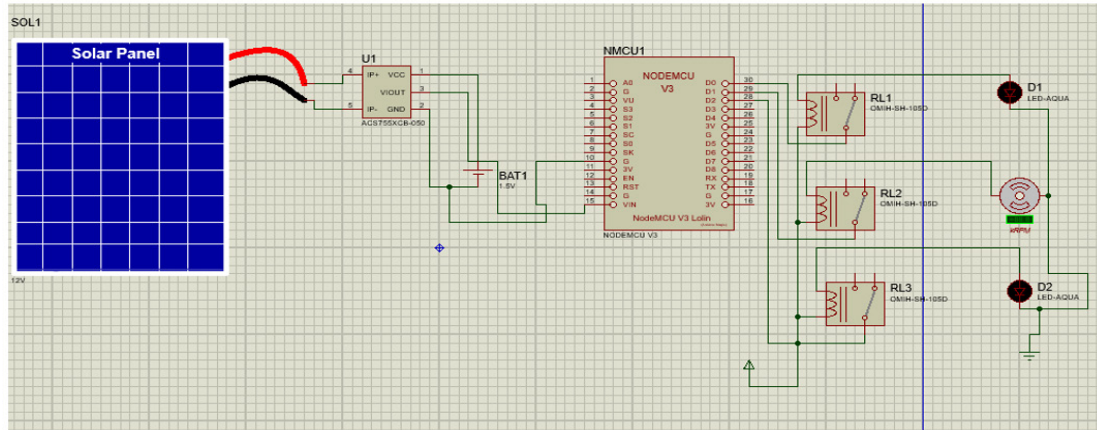 SOL1
Solar Panel
12V
U1
4
IP+
VCC
1
VIOUT
3
5
IP-
GND
2
ACS755XCB-050
BAT1
1.5V
NMCU1
NODEMCU
V3
1 A0
2 G
3 VU
4 S3
5 S2
6 S1
7 SC
8 S0
9 SK
10 G
11 3V
12 EN
13 RST
14 G
15 VIN
D0 30
D1 29
D2 28
D3 27
D4 26
3V 25
G 24
D5 23
D6 22
D7 21
D8 20
RX 19
TX 18
G 17
3V 16
NodeMCU V3 Lolin
NODEMCU V3
RL1
OMIH-SH-105D
RL2
OMIH-SH-105D
RL3
OMIH-SH-105D
D1
LED-AQUA
kRPM
D2
LED-AQUA